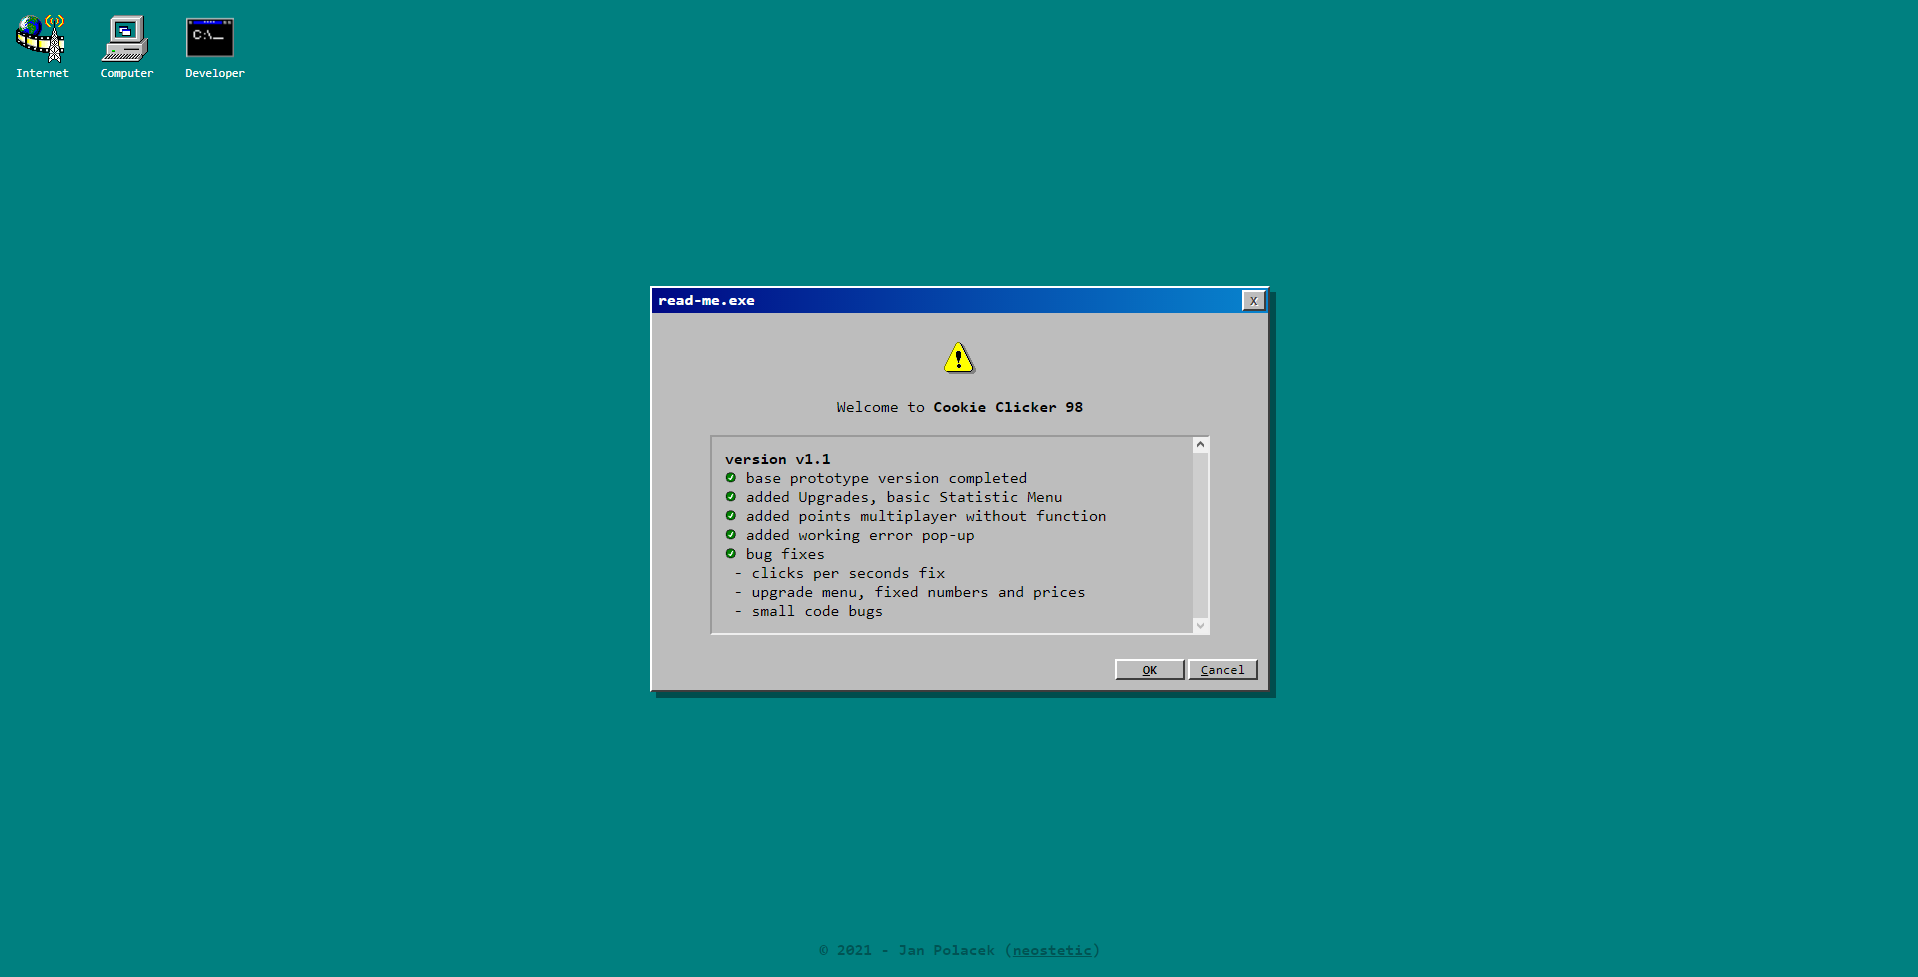 Internet
Computer
C:\_
Developer
read-me.exe
x
Welcome to Cookie Clicker 98
version v1.1
base prototype version completed
added Upgrades, basic Statistic Menu
added points multiplayer without function
added working error pop-up
bug fixes
- clicks per seconds fix
- upgrade menu, fixed numbers and prices
- small code bugs
OK
Cancel
© 2021 - Jan Polacek (neostetic)